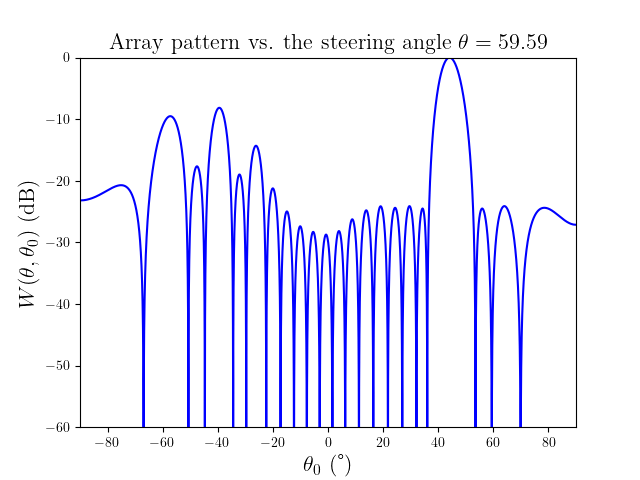 Array pattern vs. the steering angle θ = 59.59
W(θ, θ₀) (dB)
0
−10
−20
−30
−40
−50
−60
−80 −60 −40 −20 0 20 40 60 80
θ₀ (°)